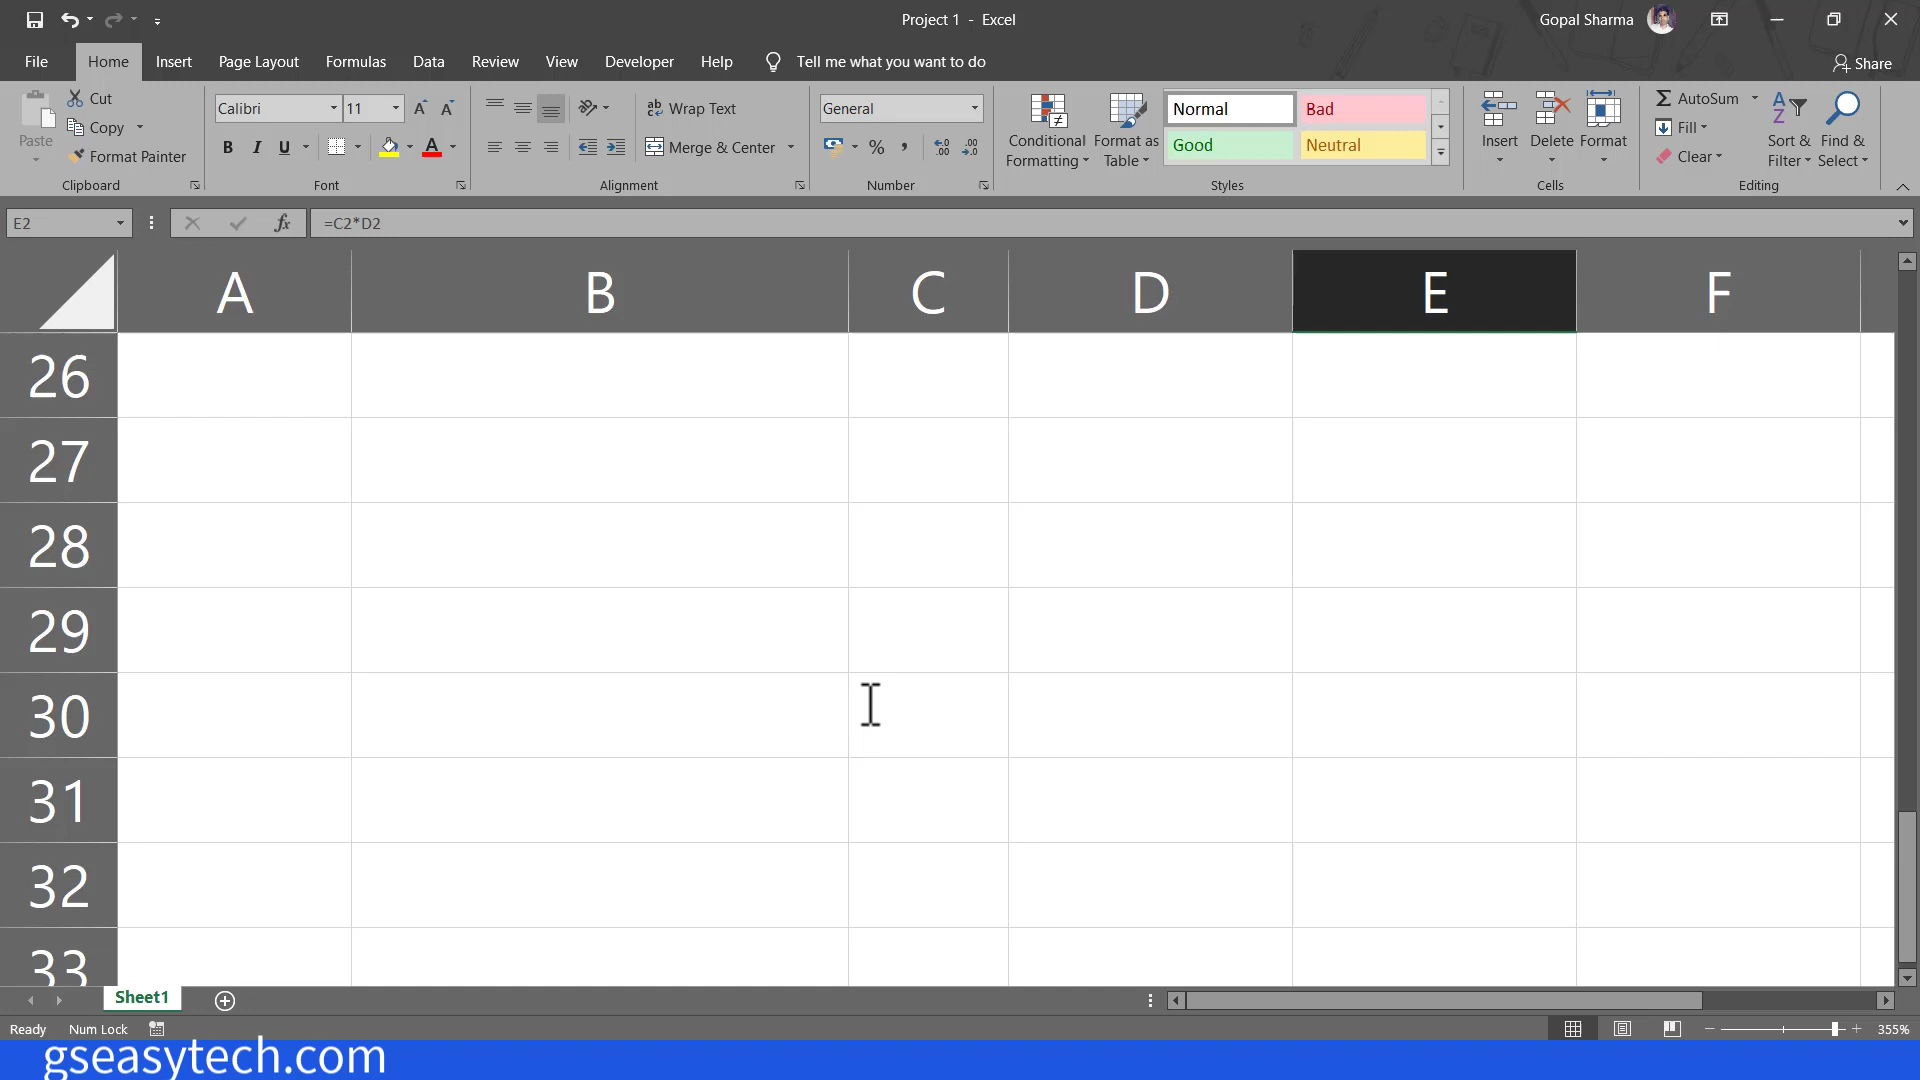 Project 1 - Excel
Gopal Sharma
File Home Insert Page Layout Formulas Data Review View Developer Help Tell me what you want to do
Share
Paste
Cut
Copy
Format Painter
Clipboard
Calibri 11
B I U A
Font
Wrap Text
Merge & Center
Alignment
General
%
Number
Conditional Formatting
Format as Table
Normal Bad
Good Neutral
Styles
Insert Delete Format
Cells
AutoSum
Fill
Clear
Sort & Filter
Find & Select
Editing
E2 fx =C2*D2
A B C D E F
26
27
28
29
30
31
32
33
Sheet1
Ready Num Lock 355%
gseasytech.com